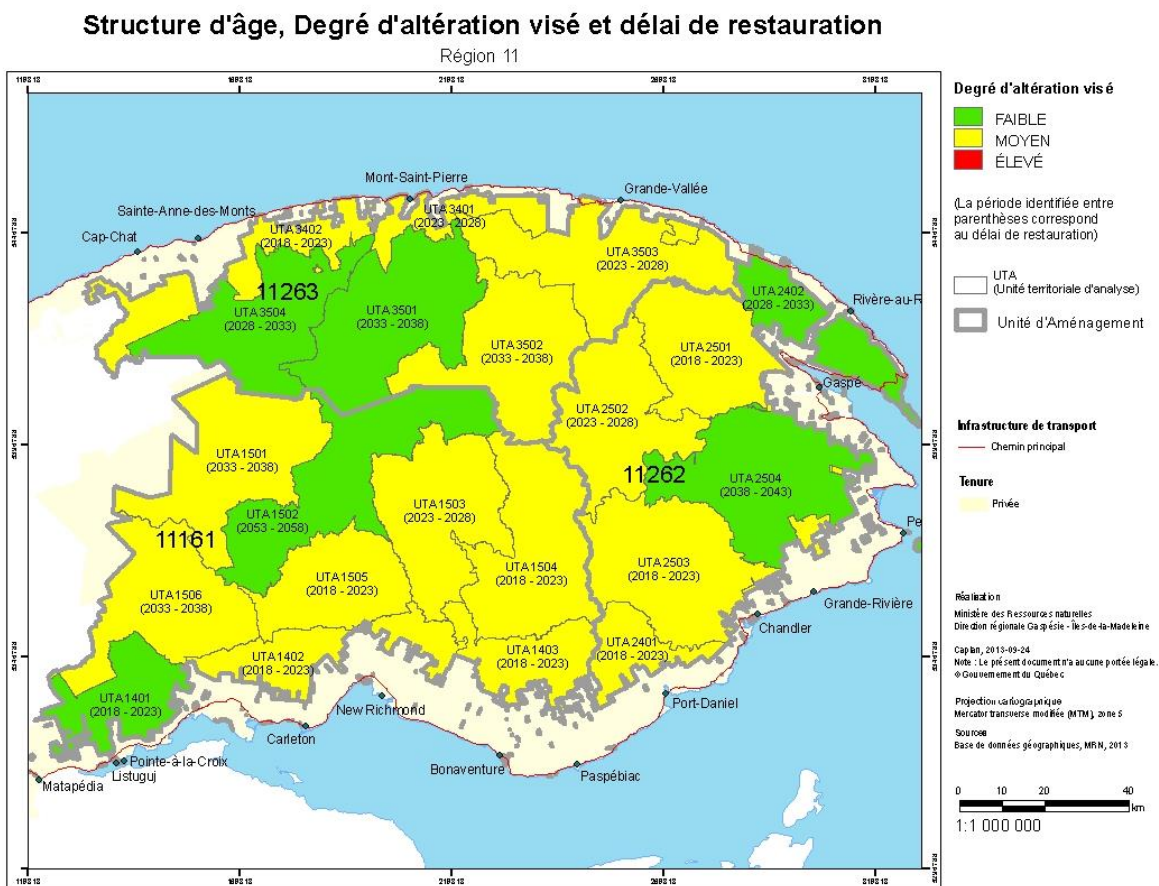 Structure d'âge, Degré d'altération visé et délai de restauration
Région 11
Mont-Saint-Pierre
Grande-Vallée
Sainte-Anne-des-Monts
Cap-Chat
UTA3401
(2023 - 2028)
UTA3402
(2018 - 2023)
UTA3503
(2023 - 2028)
UTA2402
(2028 - 2033)
11263
Rivère-au-R
UTA3504
(2028 - 2033)
UTA3501
(2033 - 2038)
UTA3502
(2033 - 2038)
UTA2501
(2018 - 2023)
Gaspé
UTA2502
(2023 - 2028)
UTA1501
(2033 - 2038)
11262
UTA2504
(2038 - 2043)
UTA1502
(2053 - 2058)
UTA1503
(2023 - 2028)
11161
Pe
UTA1504
(2018 - 2023)
UTA2503
(2018 - 2023)
UTA1505
(2018 - 2023)
UTA1506
(2033 - 2038)
Grande-Rivière
Chandler
UTA2401
(2018 - 2023)
UTA1402
(2018 - 2023)
UTA1403
(2018 - 2023)
UTA1401
(2018 - 2023)
New Richmond
Port-Daniel
Carleton
Bonaventure
Paspébiac
Pointe-à-la-Croix
Listuguj
Matapédia
Degré d'altération visé
FAIBLE
MOYEN
ÉLEVÉ
(La période identifiée entre
parenthèses correspond
au délai de restauration)
UTA
(Unité territoriale d'analyse)
Unité d'Aménagement
Infrastructure de transport
Chemin principal
Tenure
Privée
Réalisation
Ministère des Ressources naturelles
Direction régionale Gaspésie - Îles-de-la-Madeleine
Caplan, 2013-09-24
Note : Le présent document n'a aucune portée légale.
© Gouvernement du Québec
Projection cartographique
Mercator transverse modifiée (MTM), zone 5
Sources
Base de données géographiques, MRN, 2013
0 10 20 40
km
1:1 000 000